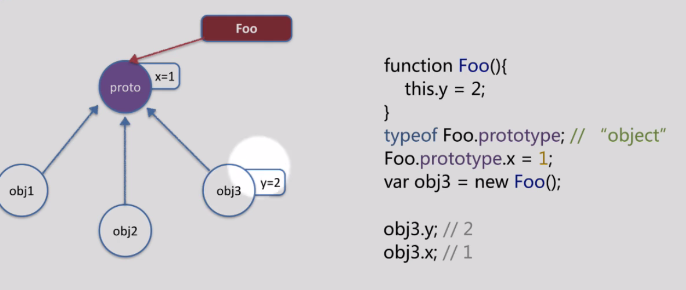 Foo
proto
x=1
obj1
obj2
obj3
y=2
function Foo(){
this.y = 2;
}
typeof Foo.prototype; // “object”
Foo.prototype.x = 1;
var obj3 = new Foo();
obj3.y; // 2
obj3.x; // 1